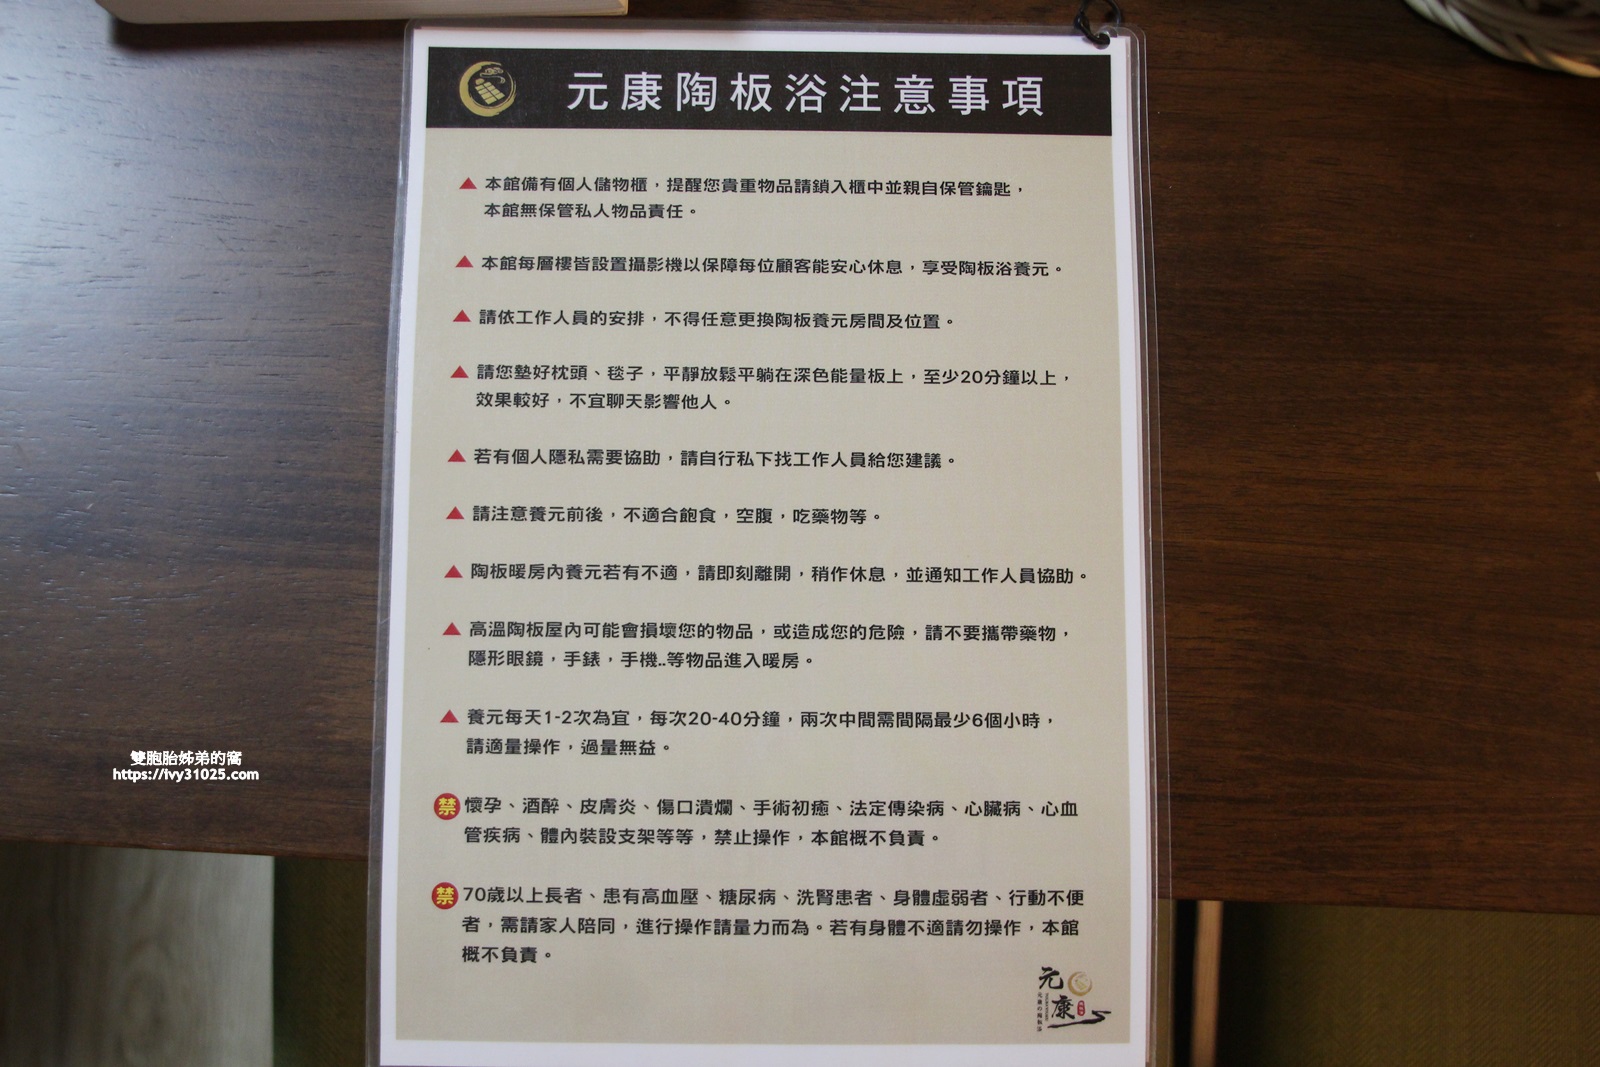 元康陶板浴注意事項
▲ 本館備有個人儲物櫃，提醒您貴重物品請鎖入櫃中並親自保管鑰匙，
本館無保管私人物品責任。
▲ 本館每層樓皆設置攝影機以保障每位顧客能安心休息，享受陶板浴養元。
▲ 請依工作人員的安排，不得任意更換陶板養元房間及位置。
▲ 請您墊好枕頭、毯子，平靜放鬆平躺在深色能量板上，至少20分鐘以上，
效果較好，不宜聊天影響他人。
▲ 若有個人隱私需要協助，請自行私下找工作人員給您建議。
▲ 請注意養元前後，不適合飽食，空腹，吃藥物等。
▲ 陶板暖房內養元若有不適，請即刻離開，稍作休息，並通知工作人員協助。
▲ 高溫陶板屋內可能會損壞您的物品，或造成您的危險，請不要攜帶藥物，
隱形眼鏡，手錶，手機..等物品進入暖房。
▲ 養元每天1-2次為宜，每次20-40分鐘，兩次中間需間隔最少6個小時，
請適量操作，過量無益。
禁 懷孕、酒醉、皮膚炎、傷口潰爛、手術初癒、法定傳染病、心臟病、心血
管疾病、體內裝設支架等等，禁止操作，本館概不負責。
禁 70歲以上長者、患有高血壓、糖尿病、洗腎患者、身體虛弱者、行動不便
者，需請家人陪同，進行操作請量力而為。若有身體不適請勿操作，本館
概不負責。
元康
雙胞胎姊弟的窩
https://ivy31025.com